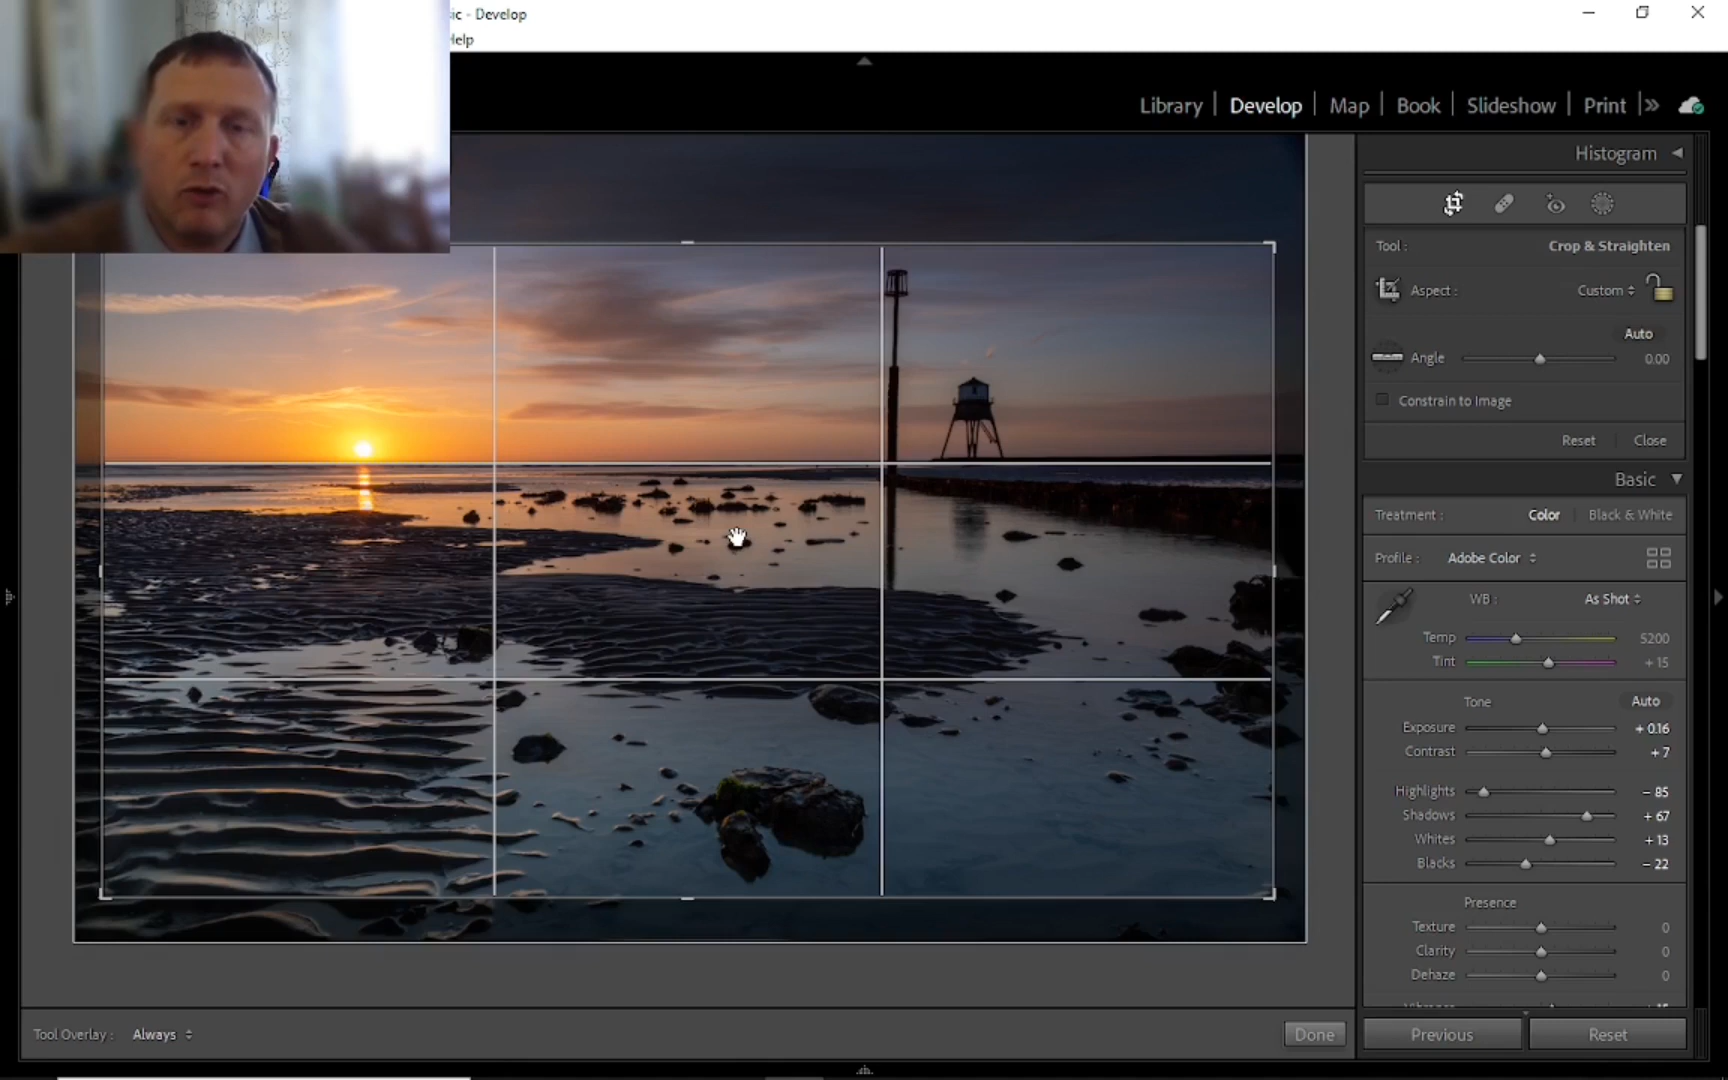 ic - Develop
Help
Library | Develop | Map | Book | Slideshow | Print
Histogram
Tool : Crop & Straighten
Aspect : Custom
Auto
Angle 0.00
Constrain to Image
Reset Close
Basic
Treatment : Color Black & White
Profile : Adobe Color
WB : As Shot
Temp 5200
Tint + 15
Tone Auto
Exposure + 0.16
Contrast + 7
Highlights - 85
Shadows + 67
Whites + 13
Blacks - 22
Presence
Texture 0
Clarity 0
Dehaze 0
Tool Overlay : Always
Done
Previous
Reset